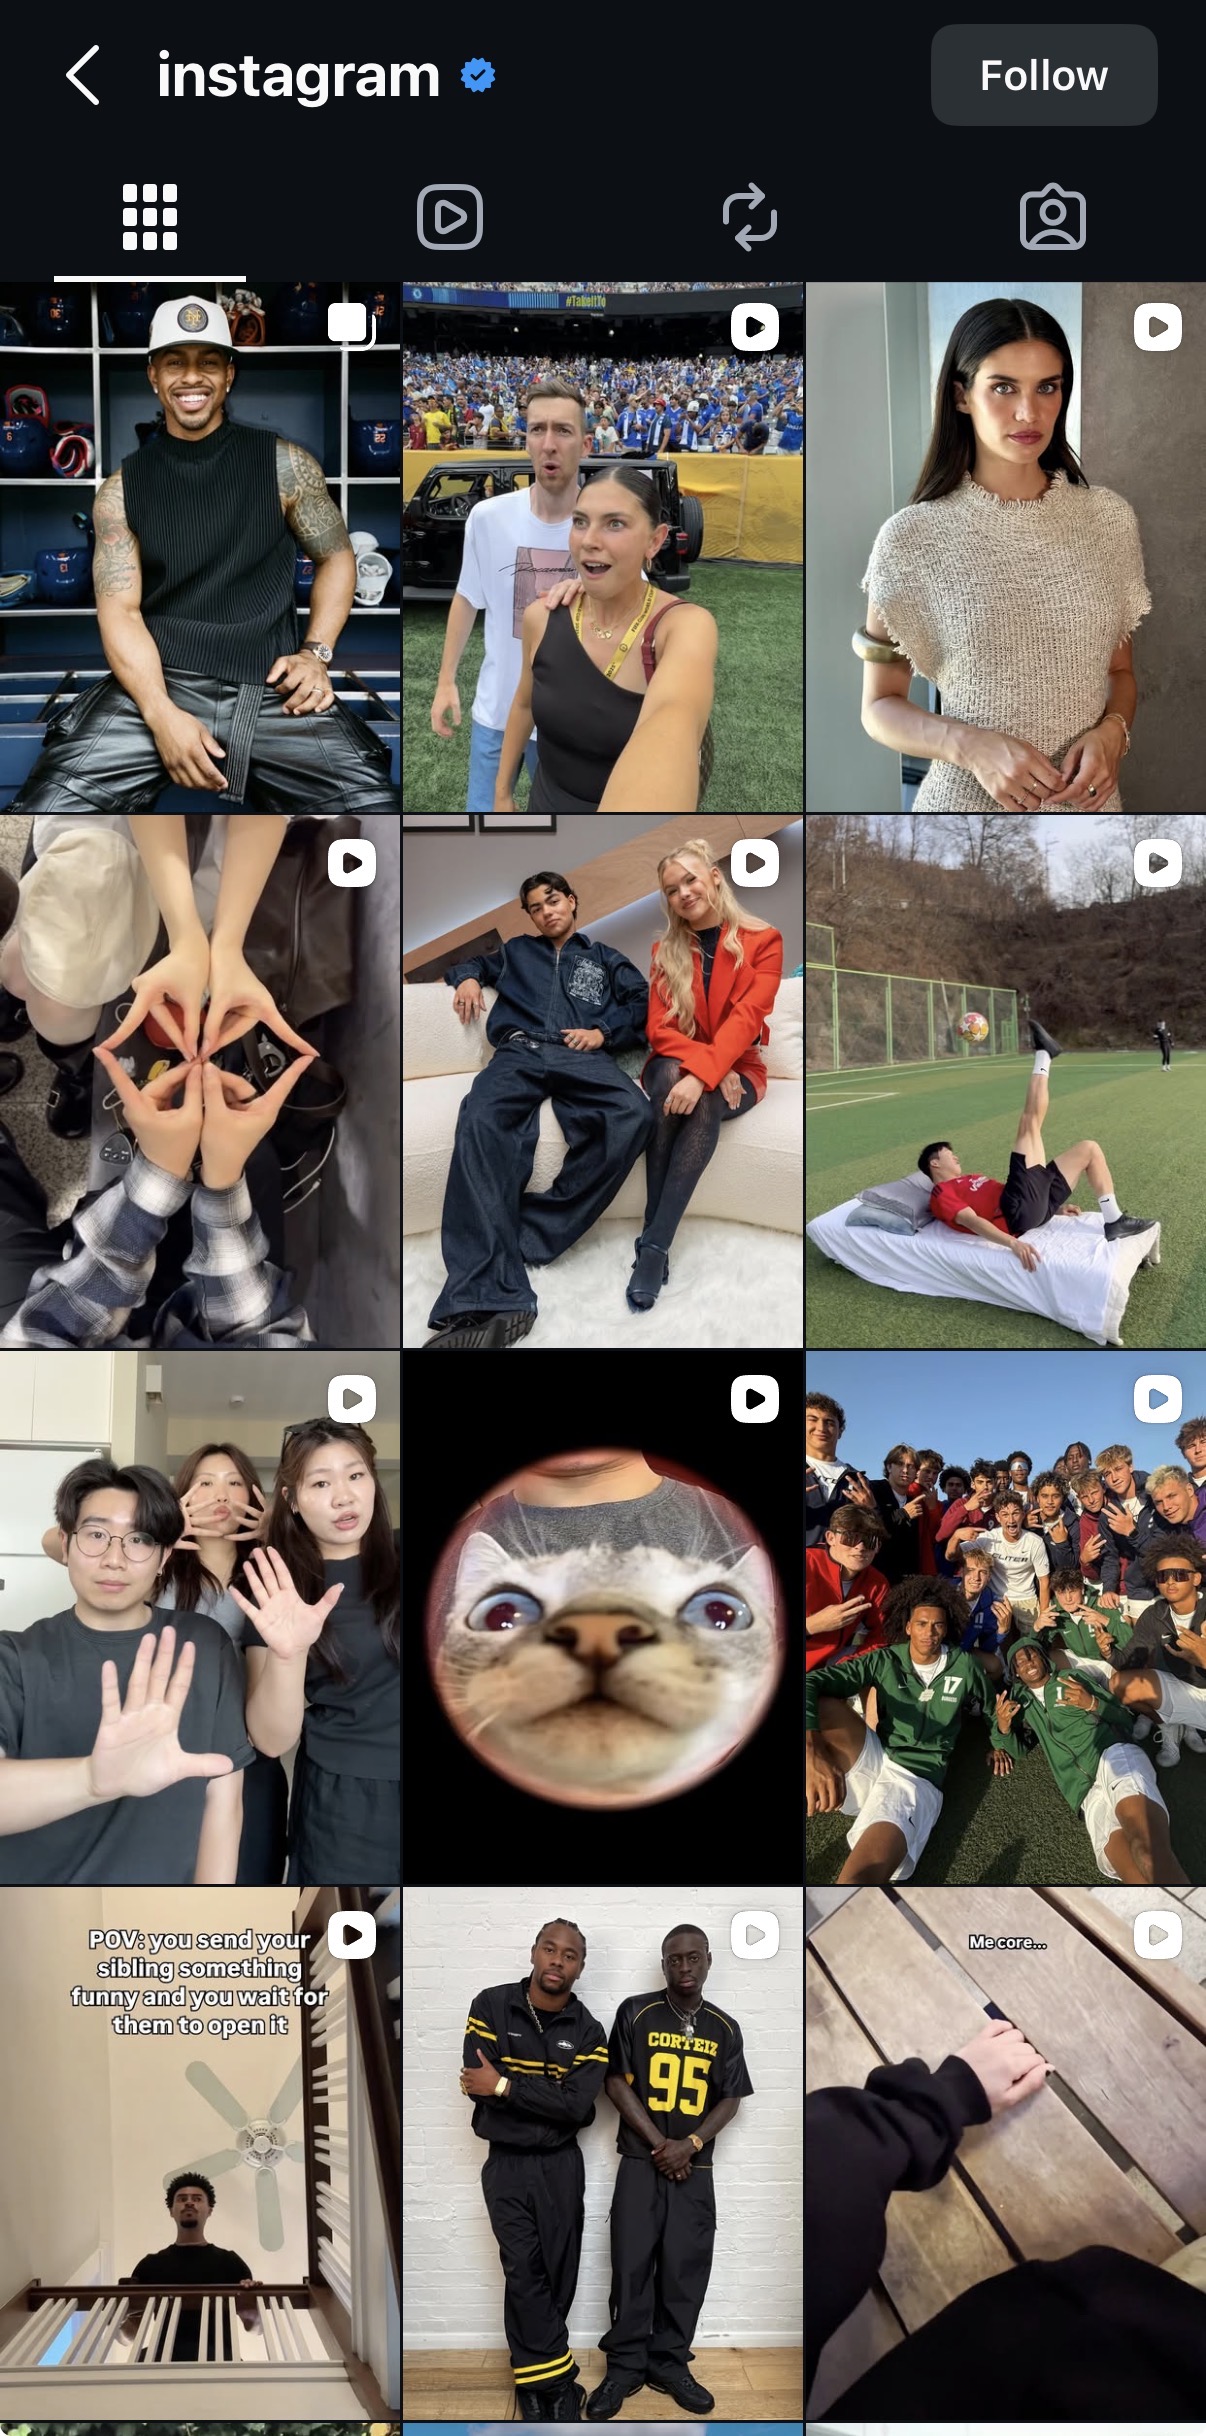 instagram
Follow
#TakeItTo
POV: you send your
sibling something
funny and you wait for
them to open it
CORTEIZ
95
Me core...
17